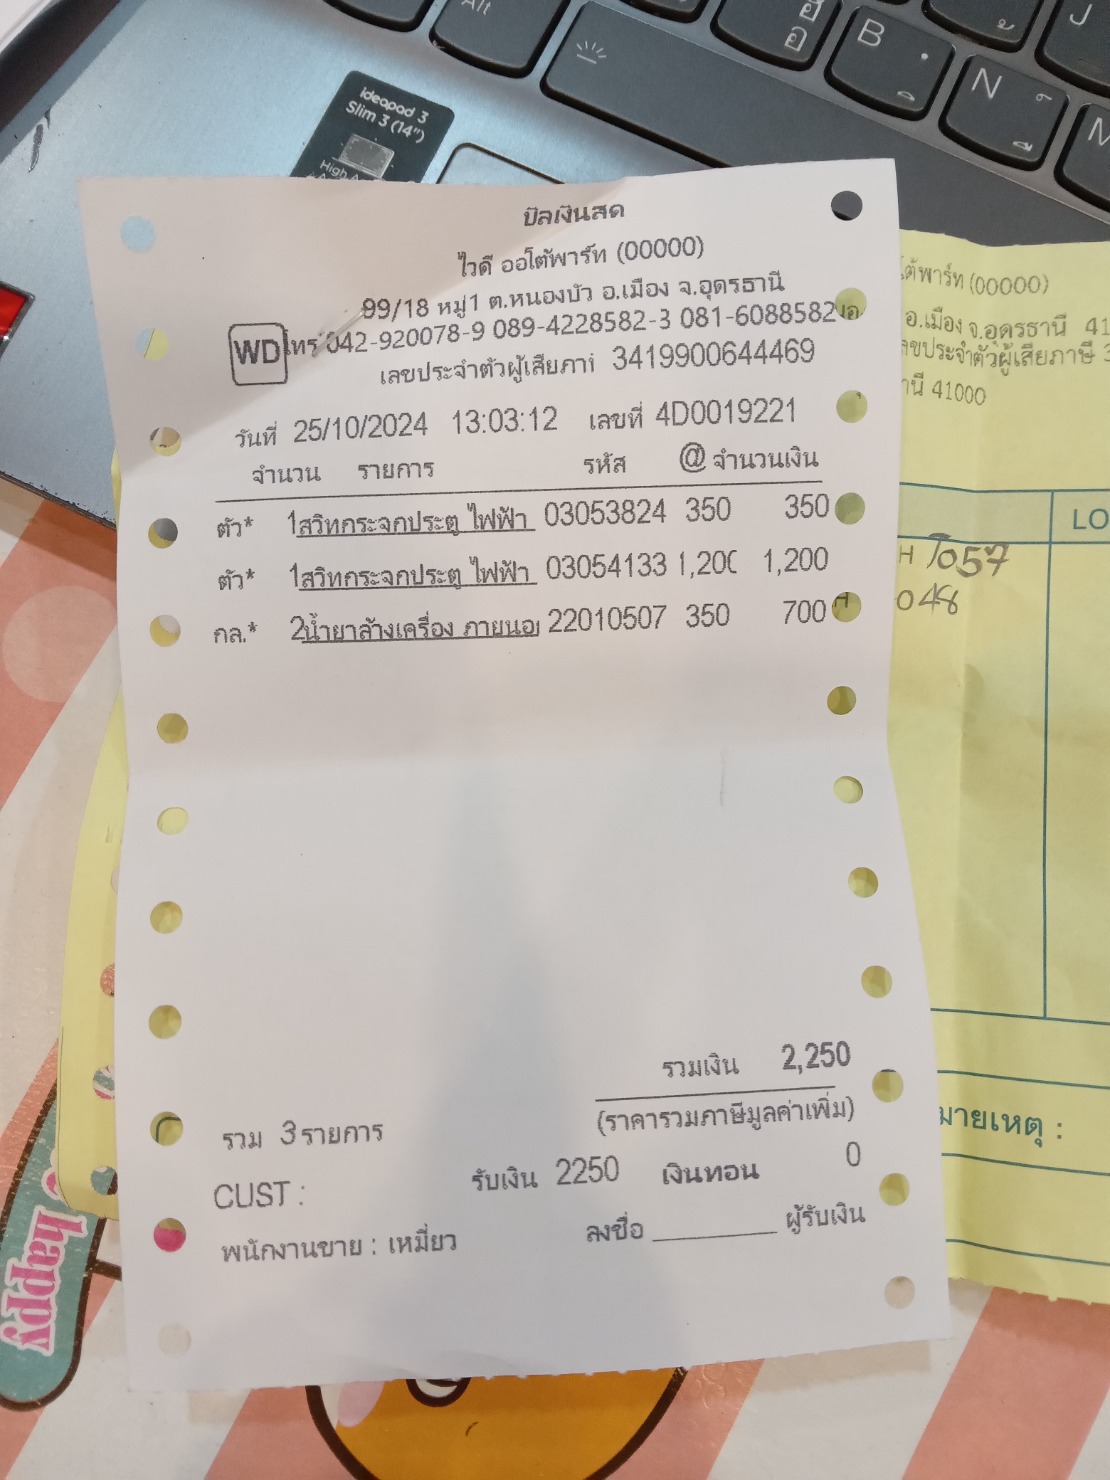 Alt
B
N
J
M
Ideapad 3
Slim 3 (14")
High
บิลเงินสด
ไวดี ออโต้พาร์ท (00000)
99/18 หมู่1 ต.หนองบัว อ.เมือง จ.อุดรธานี
WD โทร 042-920078-9 089-4228582-3 081-6088582
เลขประจำตัวผู้เสียภาษี 3419900644469
วันที่ 25/10/2024 13:03:12 เลขที่ 4D0019221
จำนวน รายการ รหัส @ จำนวนเงิน
ตัว* 1 สวิทกระจกประตู ไฟฟ้า 03053824 350 350
ตัว* 1 สวิทกระจกประตู ไฟฟ้า 03054133 1,200 1,200
กล.* 2 น้ำยาล้างเครื่อง ภายนอก 22010507 350 700
รวมเงิน 2,250
(ราคารวมภาษีมูลค่าเพิ่ม)
รวม 3 รายการ
รับเงิน 2250 เงินทอน 0
CUST :
ลงชื่อ ผู้รับเงิน
พนักงานขาย : เหมี่ยว
ต้พาร์ท (00000)
อ.เมือง จ.อุดรธานี 41
ขประจำตัวผู้เสียภาษี 3
านี 41000
LO
H 7057
048
มายเหตุ :
happy